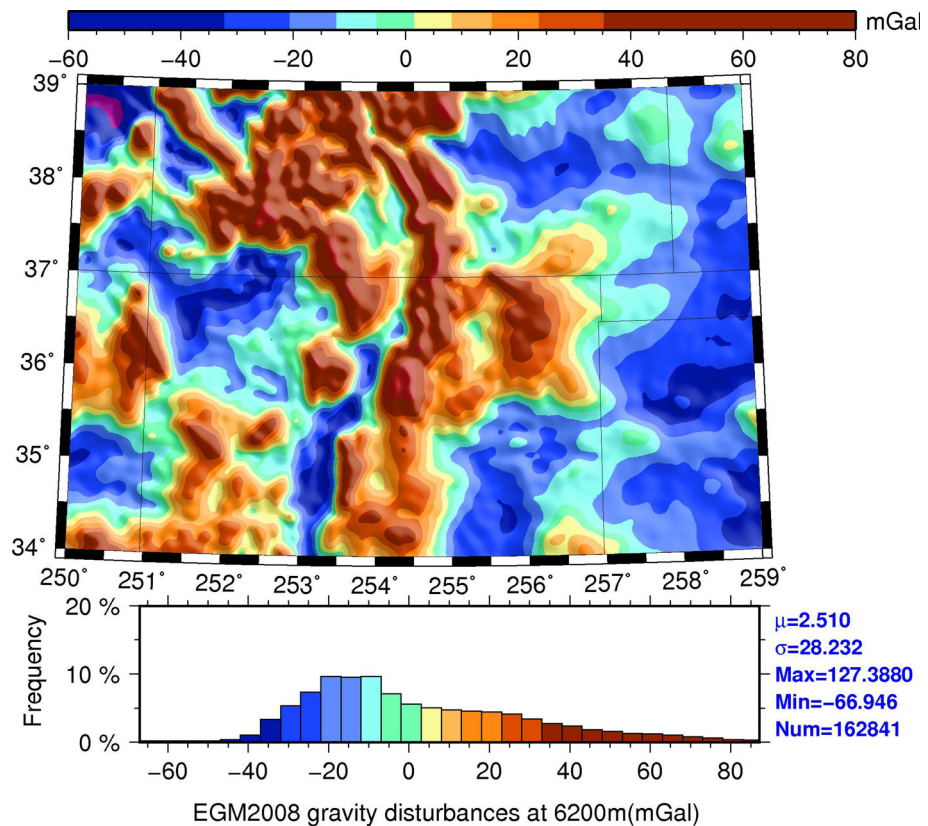 mGal
−60 −40 −20 0 20 40 60 80
39˚
38˚
37˚
36˚
35˚
34˚
250˚ 251˚ 252˚ 253˚ 254˚ 255˚ 256˚ 257˚ 258˚ 259˚
20 %
10 %
0 %
Frequency
μ=2.510
σ=28.232
Max=127.3880
Min=−66.946
Num=162841
−60 −40 −20 0 20 40 60 80
EGM2008 gravity disturbances at 6200m(mGal)